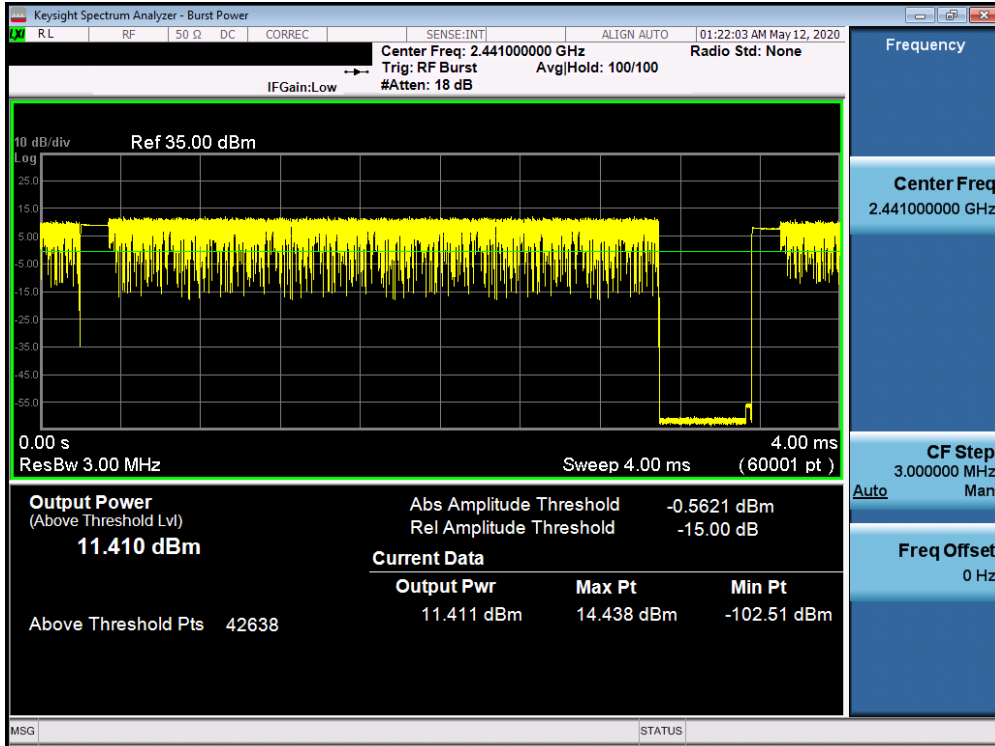 Keysight Spectrum Analyzer - Burst Power
LXI RL RF 50 Ω DC CORREC SENSE:INT ALIGN AUTO 01:22:03 AM May 12, 2020
Center Freq: 2.441000000 GHz Radio Std: None
Trig: RF Burst Avg|Hold: 100/100
IFGain:Low #Atten: 18 dB
Frequency
10 dB/div Ref 35.00 dBm
Log
25.0
15.0
5.00
-5.00
-15.0
-25.0
-35.0
-45.0
-55.0
0.00 s 4.00 ms
ResBw 3.00 MHz Sweep 4.00 ms (60001 pt )
Output Power
(Above Threshold Lvl)
11.410 dBm
Above Threshold Pts 42638
Abs Amplitude Threshold -0.5621 dBm
Rel Amplitude Threshold -15.00 dB
Current Data
Output Pwr Max Pt Min Pt
11.411 dBm 14.438 dBm -102.51 dBm
Center Freq
2.441000000 GHz
CF Step
3.000000 MHz
Auto Man
Freq Offset
0 Hz
MSG STATUS